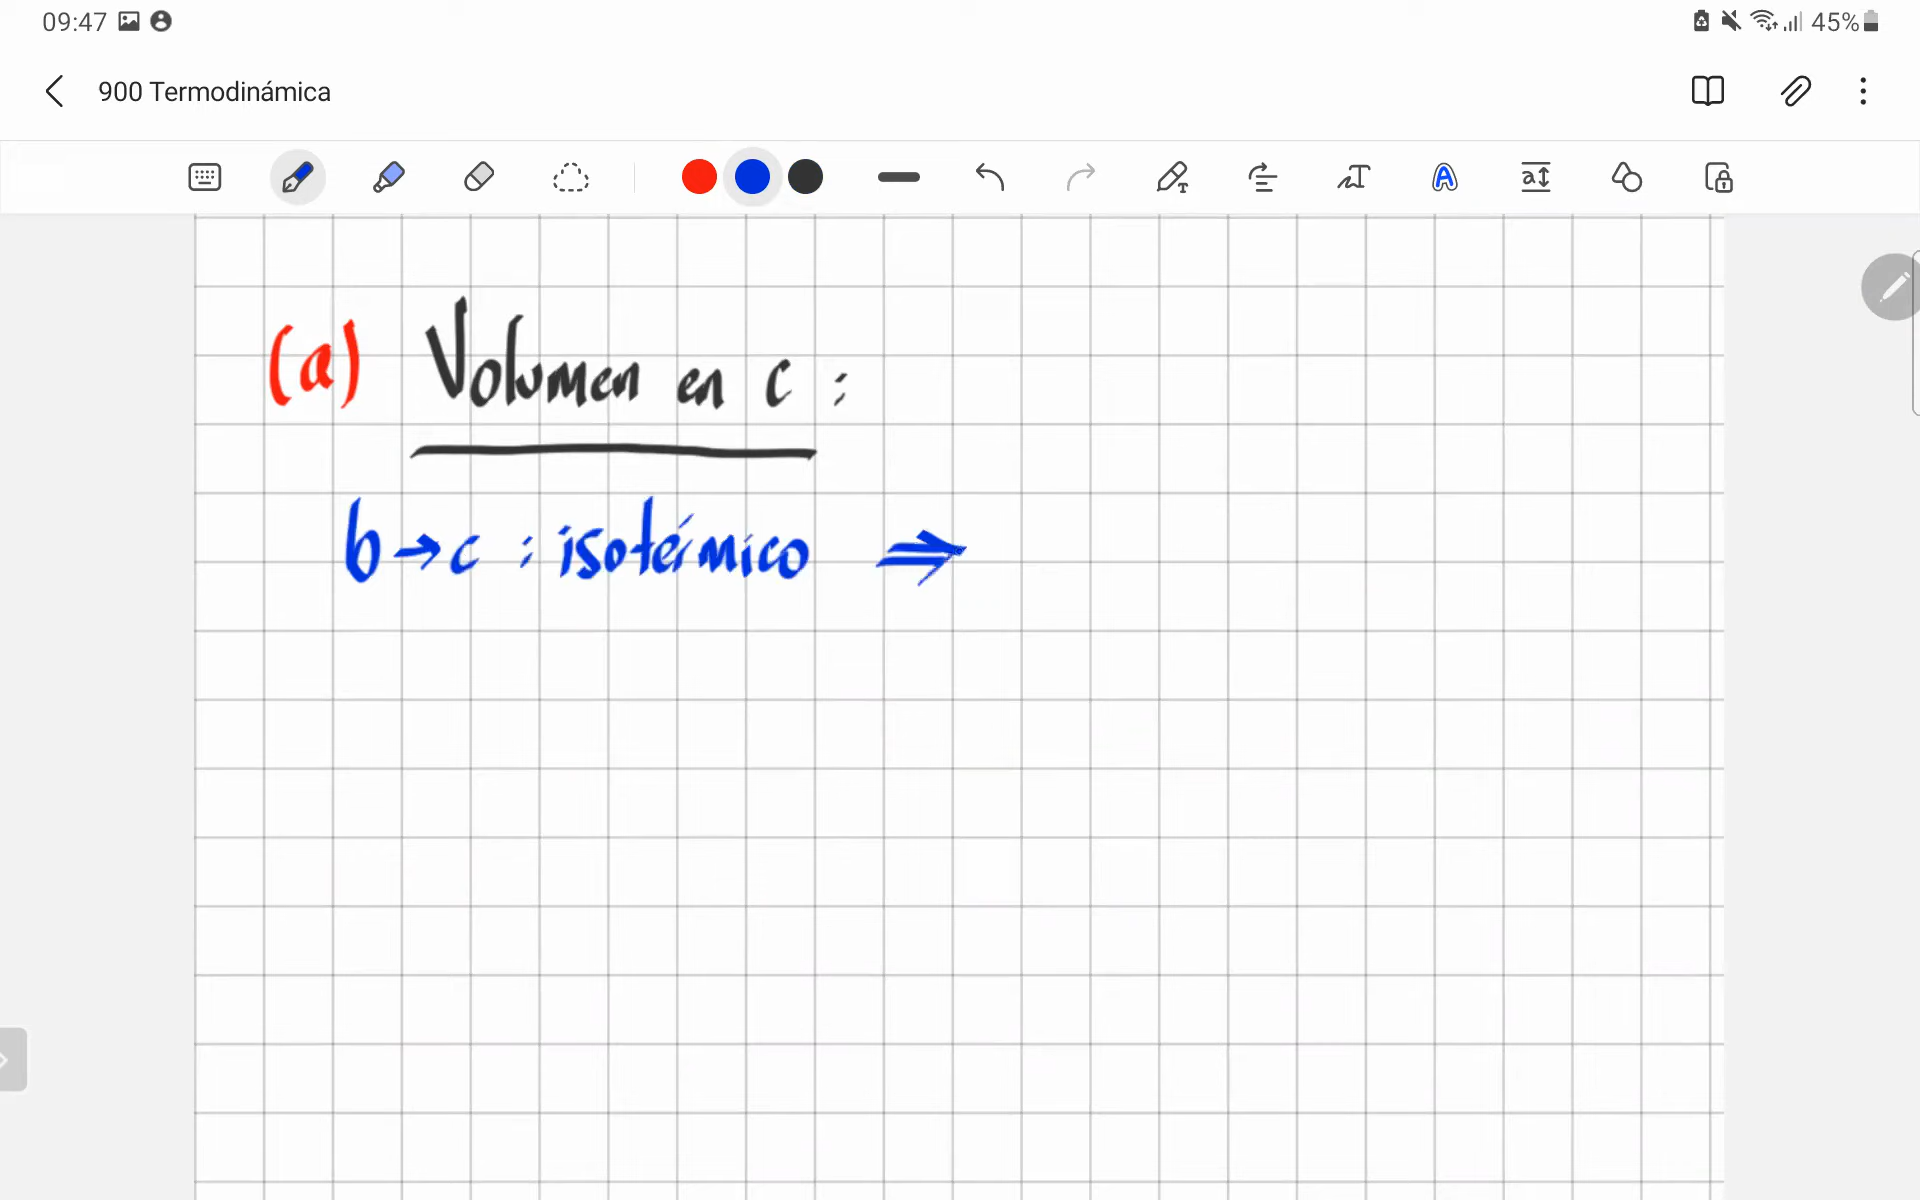 09:47 45%
900 Termodinámica
(a) Volumen en c :
b → c : isotérmico ⇒